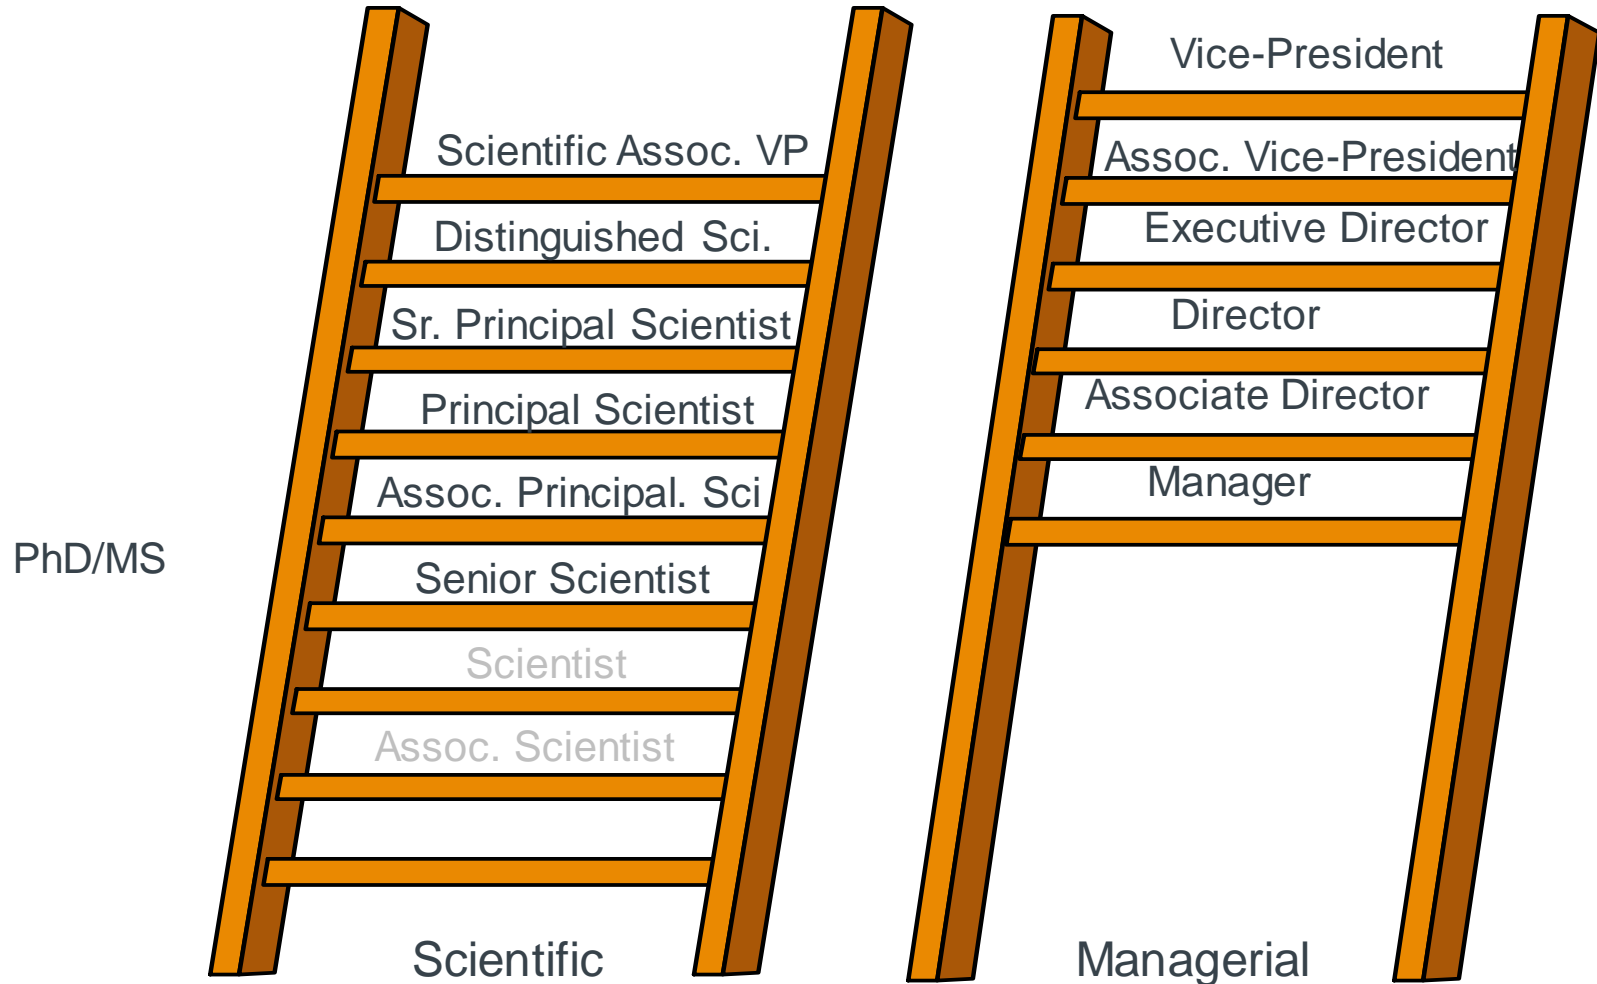 Scientific Assoc. VP
Distinguished Sci.
Sr. Principal Scientist
Principal Scientist
Assoc. Principal. Sci
PhD/MS
Senior Scientist
Scientist
Assoc. Scientist
Scientific
Vice-President
Assoc. Vice-President
Executive Director
Director
Associate Director
Manager
Managerial